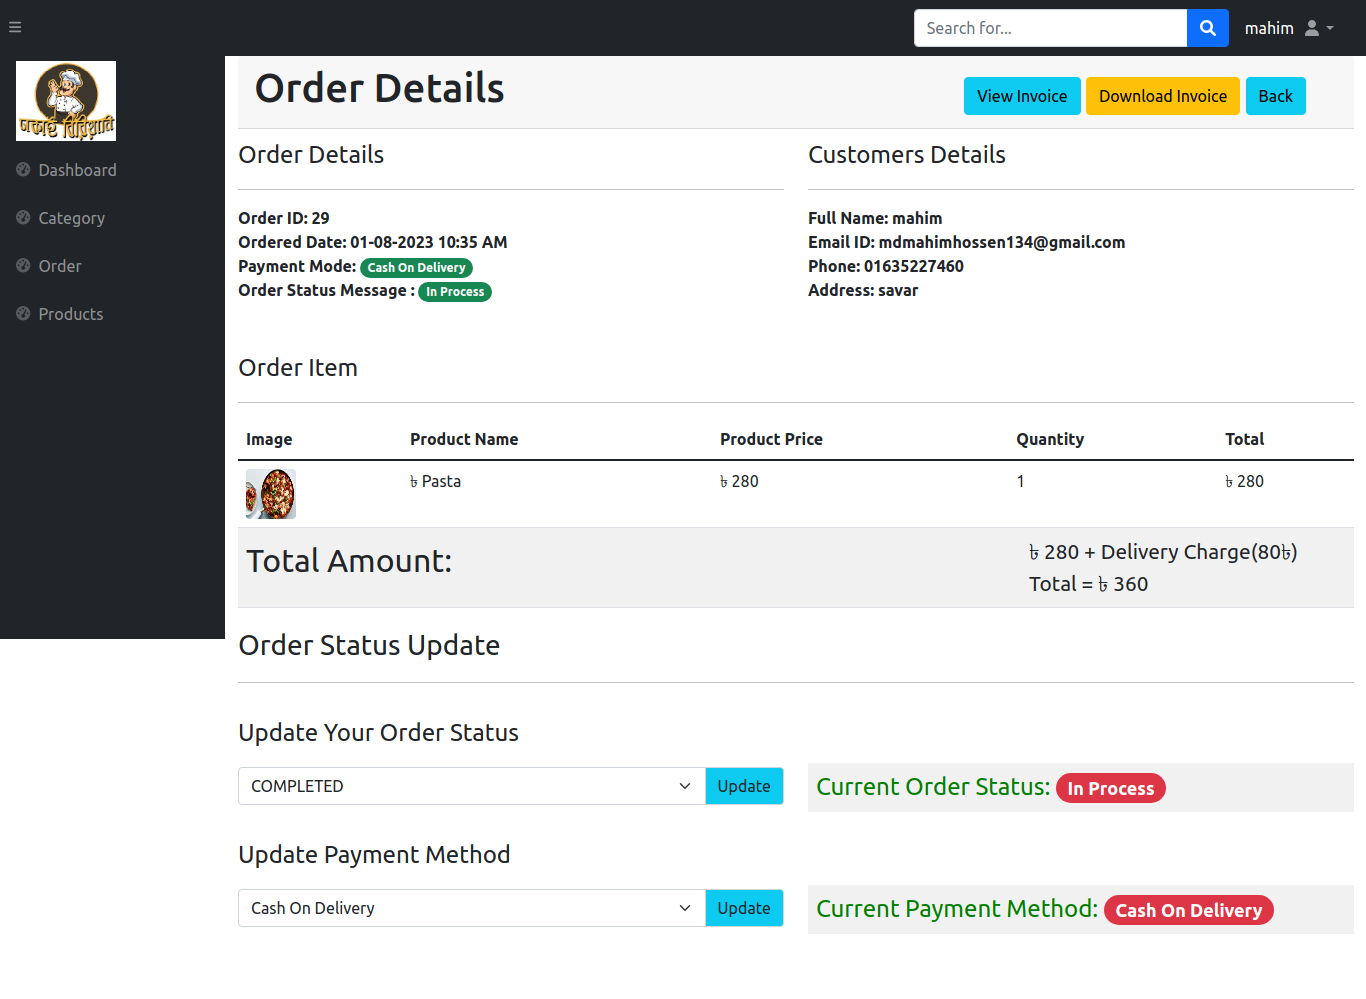 Search for...
mahim
ঢাকাই বিরিয়ানি
Dashboard
Category
Order
Products
Order Details
View Invoice
Download Invoice
Back
Order Details
Order ID: 29
Ordered Date: 01-08-2023 10:35 AM
Payment Mode: Cash On Delivery
Order Status Message : In Process
Customers Details
Full Name: mahim
Email ID: mdmahimhossen134@gmail.com
Phone: 01635227460
Address: savar
Order Item
Image Product Name Product Price Quantity Total
৳ Pasta ৳ 280 1 ৳ 280
Total Amount:
৳ 280 + Delivery Charge(80৳)
Total = ৳ 360
Order Status Update
Update Your Order Status
COMPLETED Update
Current Order Status: In Process
Update Payment Method
Cash On Delivery Update
Current Payment Method: Cash On Delivery